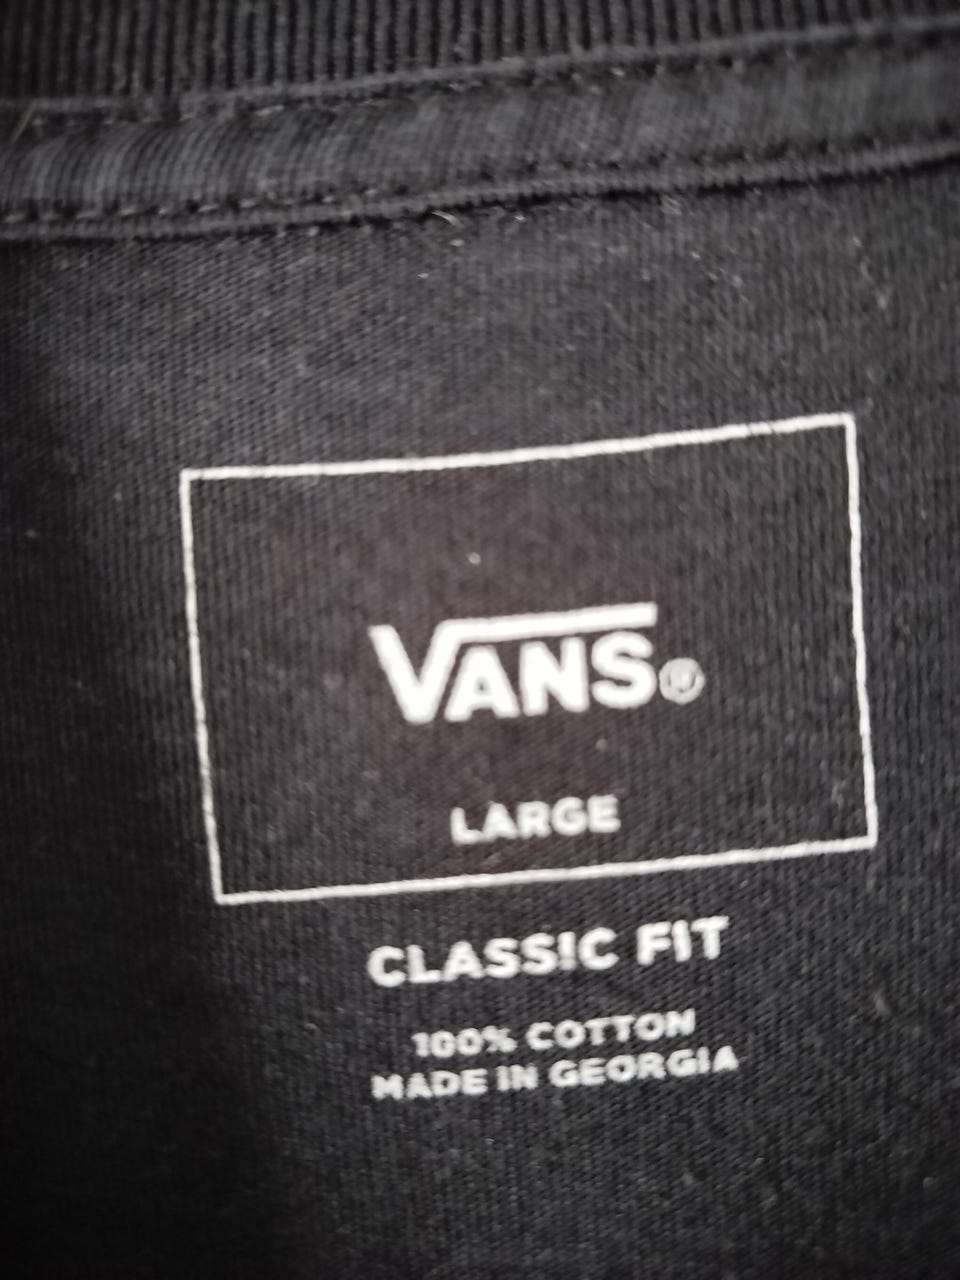 VANS®
LARGE
CLASSIC FIT
100% COTTON
MADE IN GEORGIA